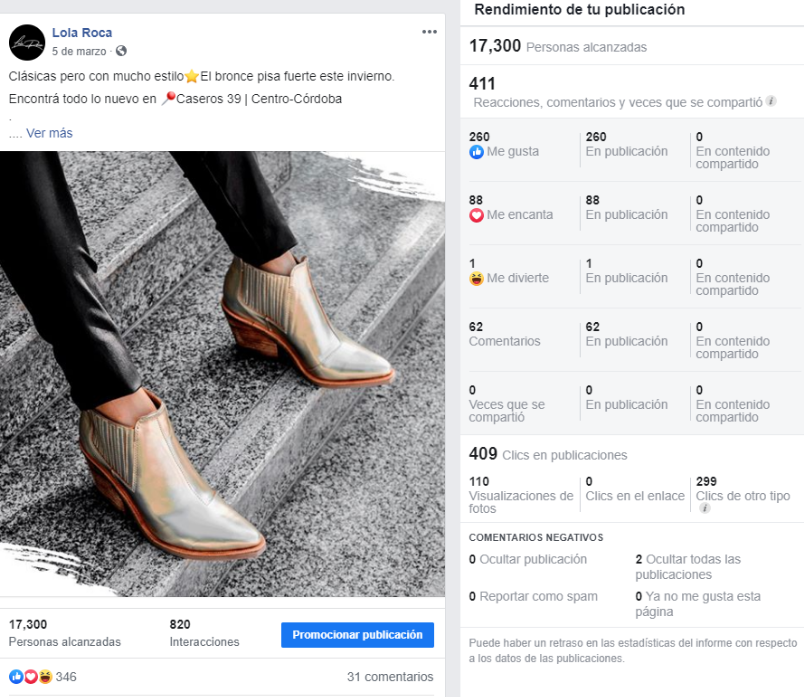 Lola Roca
5 de marzo ·
Clásicas pero con mucho estilo⭐El bronce pisa fuerte este invierno.
Encontrá todo lo nuevo en 📍Caseros 39 | Centro-Córdoba
.
.... Ver más
17,300
Personas alcanzadas
820
Interacciones
Promocionar publicación
346
31 comentarios
Rendimiento de tu publicación
17,300 Personas alcanzadas
411
Reacciones, comentarios y veces que se compartió
260
Me gusta
260
En publicación
0
En contenido
compartido
88
Me encanta
88
En publicación
0
En contenido
compartido
1
Me divierte
1
En publicación
0
En contenido
compartido
62
Comentarios
62
En publicación
0
En contenido
compartido
0
Veces que se
compartió
0
En publicación
0
En contenido
compartido
409 Clics en publicaciones
110
Visualizaciones de
fotos
0
Clics en el enlace
299
Clics de otro tipo
COMENTARIOS NEGATIVOS
0 Ocultar publicación
2 Ocultar todas las
publicaciones
0 Reportar como spam
0 Ya no me gusta esta
página
Puede haber un retraso en las estadísticas del informe con respecto
a los datos de las publicaciones.